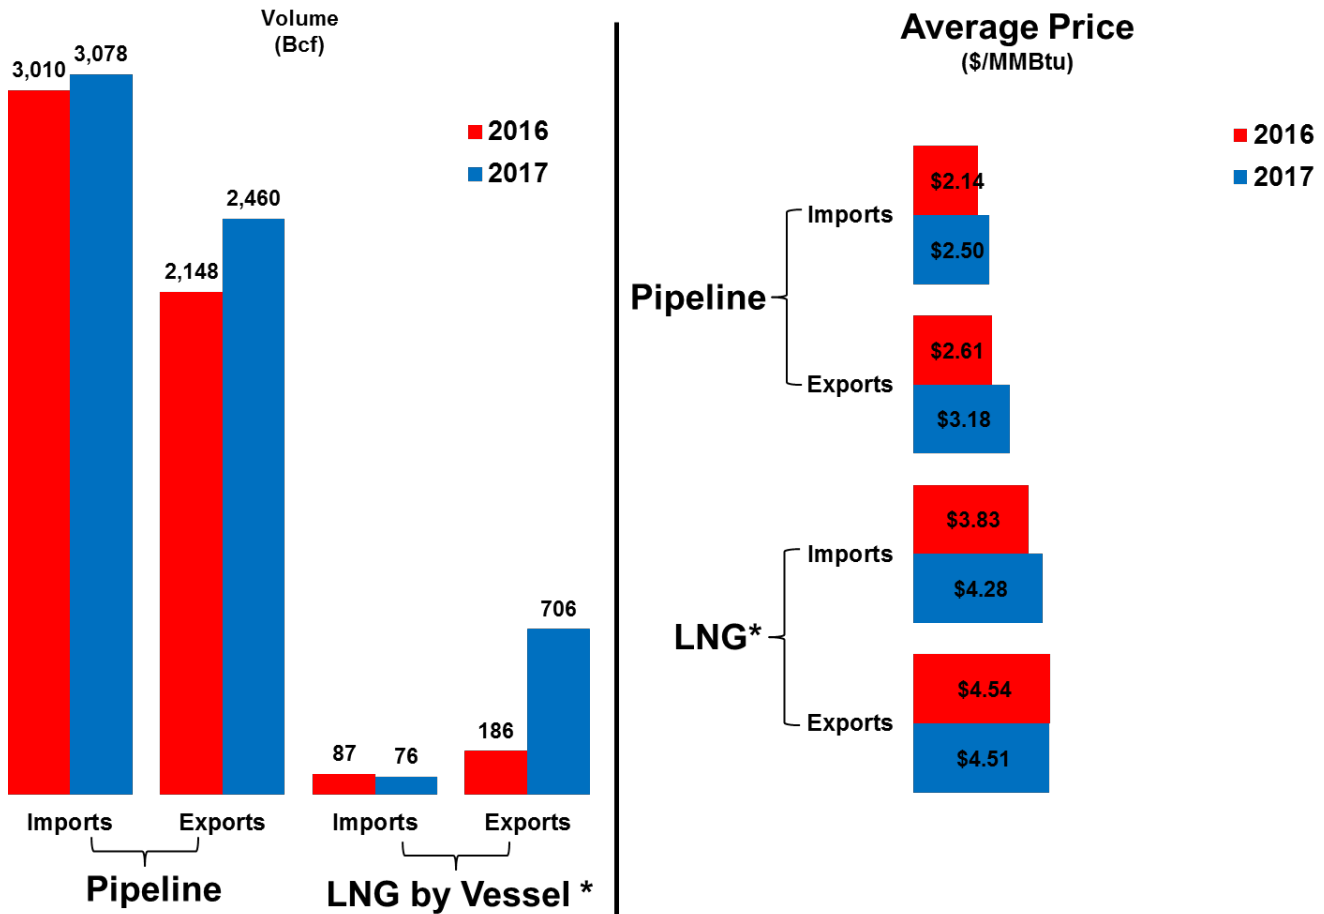 Volume
(Bcf)
3,010
3,078
2016
2017
2,148
2,460
87
76
186
706
Imports
Exports
Imports
Exports
Pipeline
LNG by Vessel *
Average Price
($/MMBtu)
2016
2017
Pipeline
Imports
$2.14
$2.50
Exports
$2.61
$3.18
LNG*
Imports
$3.83
$4.28
Exports
$4.54
$4.51